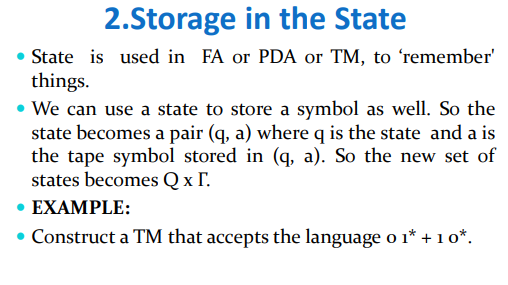 2.Storage in the State
• State is used in FA or PDA or TM, to ‘remember'
things.
• We can use a state to store a symbol as well. So the
state becomes a pair (q, a) where q is the state and a is
the tape symbol stored in (q, a). So the new set of
states becomes Q x Γ.
• EXAMPLE:
• Construct a TM that accepts the language 0 1* + 1 0*.